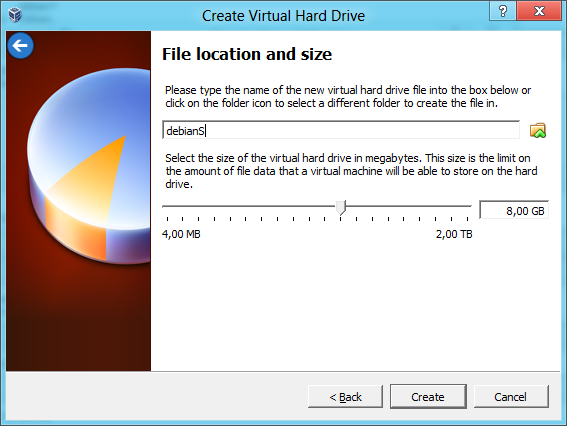 Create Virtual Hard Drive
?
File location and size
Please type the name of the new virtual hard drive file into the box below or
click on the folder icon to select a different folder to create the file in.
debianS
Select the size of the virtual hard drive in megabytes. This size is the limit on
the amount of file data that a virtual machine will be able to store on the hard
drive.
8,00 GB
4,00 MB 2,00 TB
< Back Create Cancel